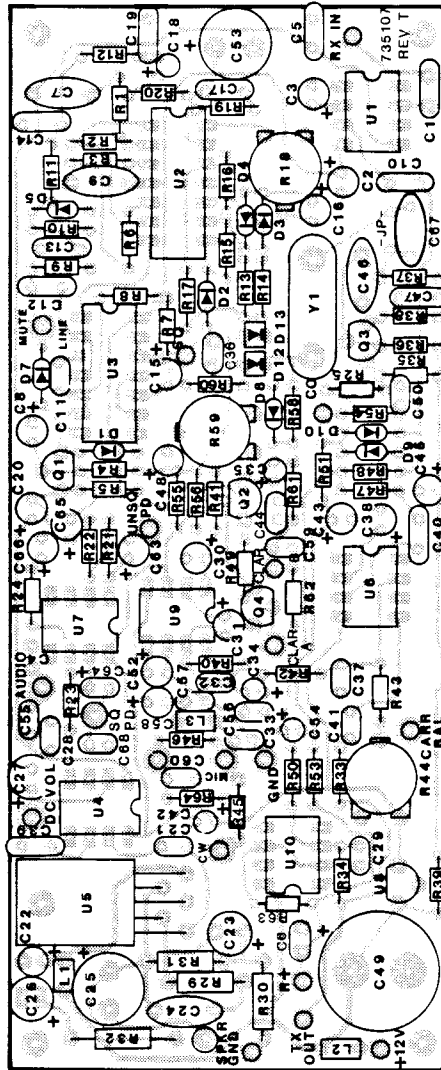 C19
C18
C53
C5
RX IN
735107
REV T
R12
R20
C17
R19
C3
U1
C1
C7
R1
C14
R2
R3
C9
U2
R16
D4
R18
C2
C10
R11
D5
R10
C13
R9
R6
R15
D3
C16
-JP-
C67
C12
R8
R17
D2
R13
R14
Y1
C46
R37
C47
MUTE
LINE
U3
R7
C15
C36
D13
D12
Q3
R36
R35
D7
C11
R60
D8
R25
C50
C8
D1
R59
R58
D10
R54
D9
C20
Q1
R4
R5
C48
R55
R56
R41
Q2
R61
R51
R48
R47
C45
C65
C66
R22
R21
UNSQ
PD
C63
C44
C43
C38
C49
R24
U7
U9
C30
R49
CLAR
B
C59
U6
Q4
R62
C31
CLAR
A
AUDIO
C64
R23
C52
C57
R40
C32
C34
R42
C37
R43
C55
C28
SQ
PD
C68
C58
L3
C56
C33
C54
C41
R46
C27
DC VOL
C60
MIC
GND
R50
R53
R33
R44
CARR
BAL
U4
R64
C42
C21
R45
CW
U10
R34
C29
U5
R63
U8
R39
C22
C23
C6
C26
L1
C25
R31
R29
R30
C49
R32
C24
SPKR
GND
TX
OUT
L2
+12V